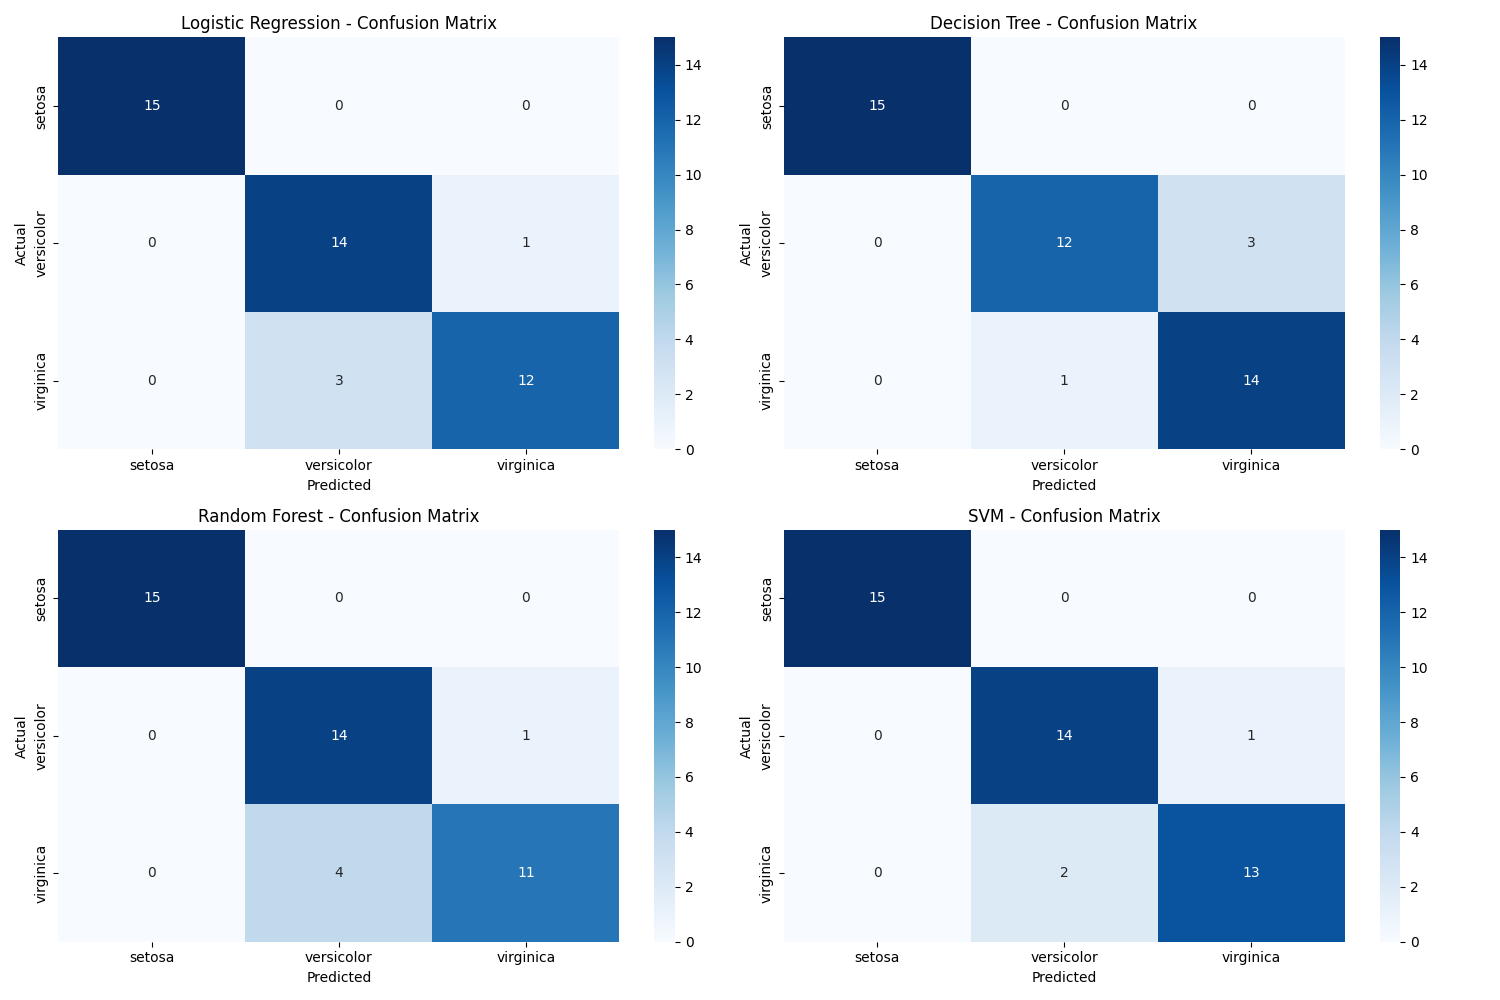 Logistic Regression - Confusion Matrix
setosa 15 0 0
Actual
versicolor 0 14 1
virginica 0 3 12
setosa versicolor virginica
Predicted
14
12
10
8
6
4
2
0
Decision Tree - Confusion Matrix
setosa 15 0 0
Actual
versicolor 0 12 3
virginica 0 1 14
setosa versicolor virginica
Predicted
14
12
10
8
6
4
2
0
Random Forest - Confusion Matrix
setosa 15 0 0
Actual
versicolor 0 14 1
virginica 0 4 11
setosa versicolor virginica
Predicted
14
12
10
8
6
4
2
0
SVM - Confusion Matrix
setosa 15 0 0
Actual
versicolor 0 14 1
virginica 0 2 13
setosa versicolor virginica
Predicted
14
12
10
8
6
4
2
0